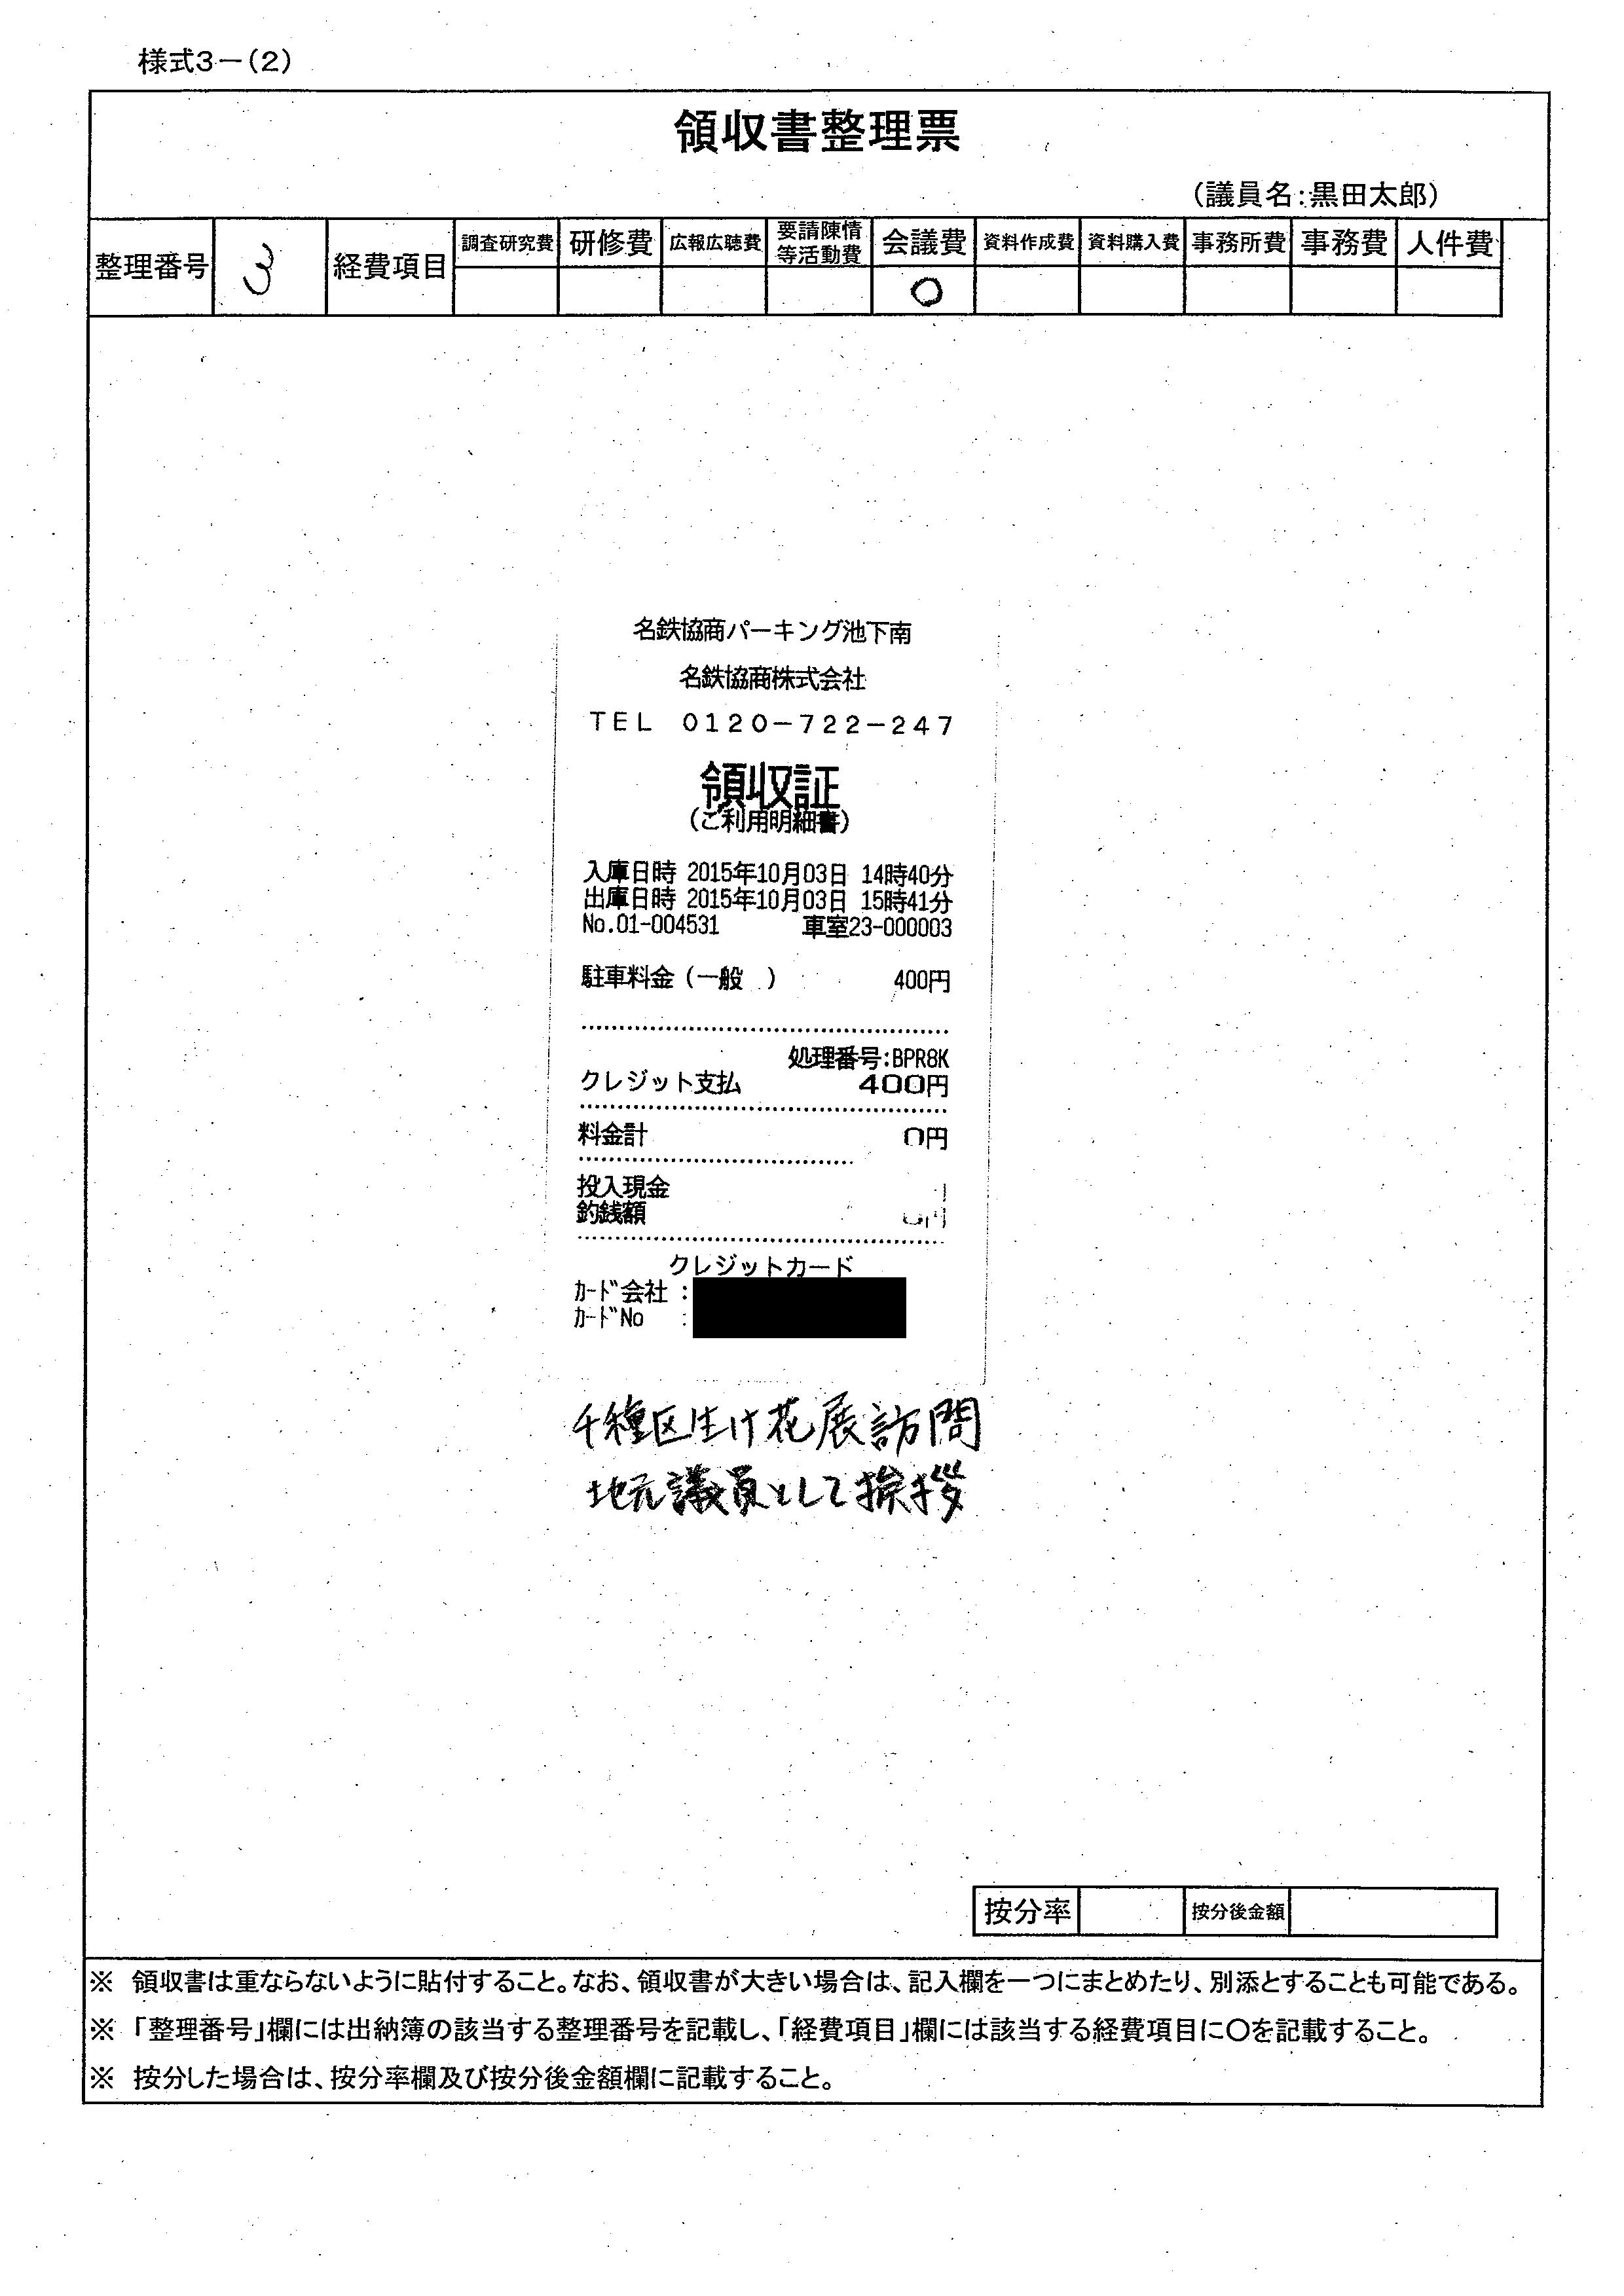 様式3－(2)
領収書整理票
(議員名:黒田太郎)
整理番号 3 経費項目 調査研究費 研修費 広報広聴費 要請陳情等活動費 会議費 資料作成費 資料購入費 事務所費 事務費 人件費
○
名鉄協商パーキング池下南
名鉄協商株式会社
TEL 0120-722-247
領収証
(ご利用明細書)
入庫日時 2015年10月03日 14時40分
出庫日時 2015年10月03日 15時41分
No.01-004531 車室23-000003
駐車料金(一般 ) 400円
処理番号:BPR8K
クレジット支払 400円
料金計 0円
投入現金
釣銭額
クレジットカード
ｶｰﾄﾞ会社 :
ｶｰﾄﾞNo :
千種区生け花展訪問
地元議員として挨拶
按分率 按分後金額
※ 領収書は重ならないように貼付すること。なお、領収書が大きい場合は、記入欄を一つにまとめたり、別添とすることも可能である。
※ 「整理番号」欄には出納簿の該当する整理番号を記載し、「経費項目」欄には該当する経費項目に○を記載すること。
※ 按分した場合は、按分率欄及び按分後金額欄に記載すること。